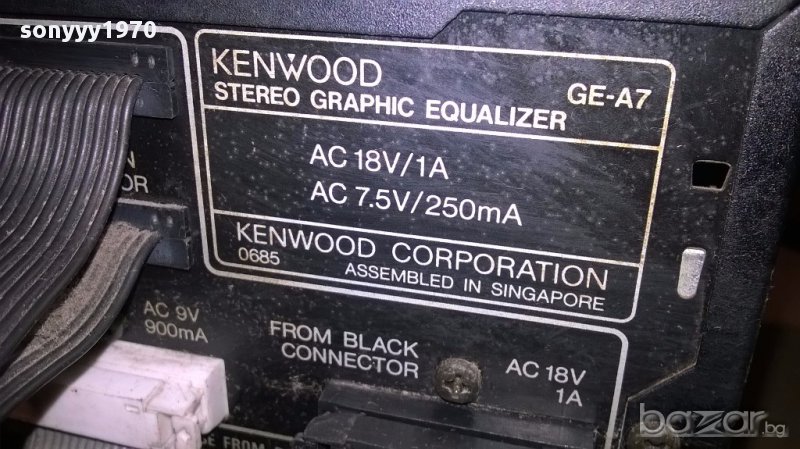 sonyyy1970
KENWOOD
GE-A7
STEREO GRAPHIC EQUALIZER
AC 18V/1A
AC 7.5V/250mA
KENWOOD CORPORATION
0685
ASSEMBLED IN SINGAPORE
AC 9V
900mA
FROM BLACK
CONNECTOR
AC 18V
1A
FROM
bazar.bg